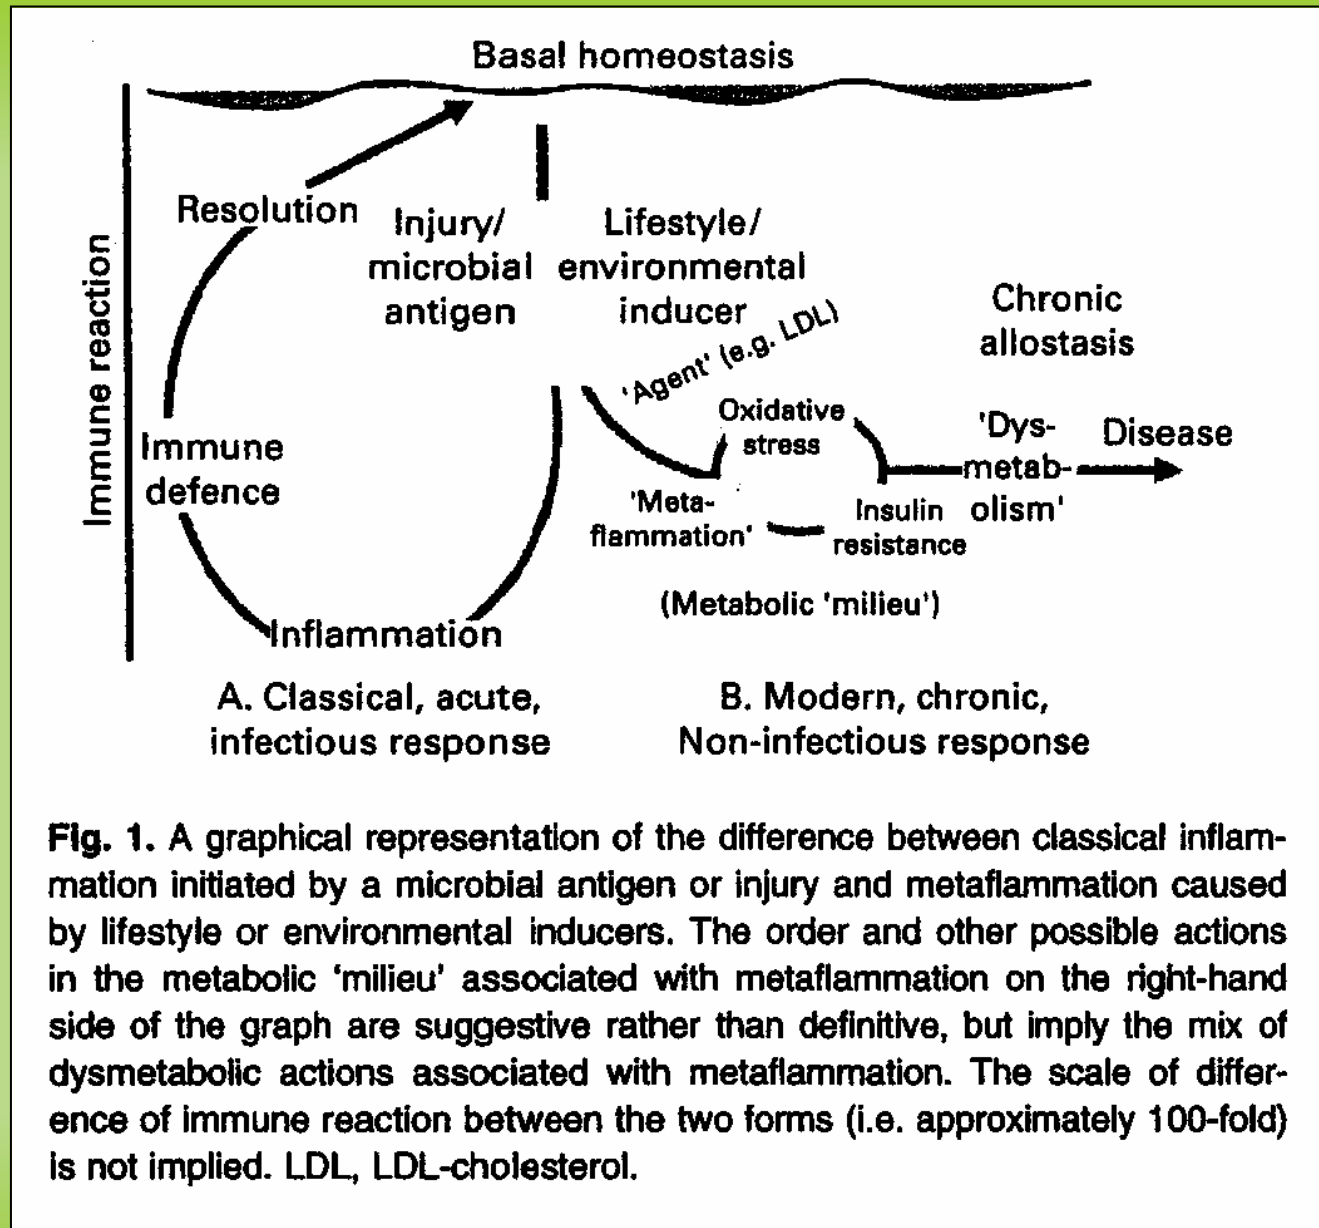 Basal homeostasis
Immune reaction
Resolution
Injury/
microbial
antigen
Lifestyle/
environmental
inducer
'Agent' (e.g. LDL)
Chronic
allostasis
Oxidative
stress
'Dys-
metab-
olism'
Disease
Immune
defence
'Meta-
flammation'
Insulin
resistance
(Metabolic 'milieu')
Inflammation
A. Classical, acute,
infectious response
B. Modern, chronic,
Non-infectious response
Fig. 1. A graphical representation of the difference between classical inflam-
mation initiated by a microbial antigen or injury and metaflammation caused
by lifestyle or environmental inducers. The order and other possible actions
in the metabolic 'milieu' associated with metaflammation on the right-hand
side of the graph are suggestive rather than definitive, but imply the mix of
dysmetabolic actions associated with metaflammation. The scale of differ-
ence of immune reaction between the two forms (i.e. approximately 100-fold)
is not implied. LDL, LDL-cholesterol.